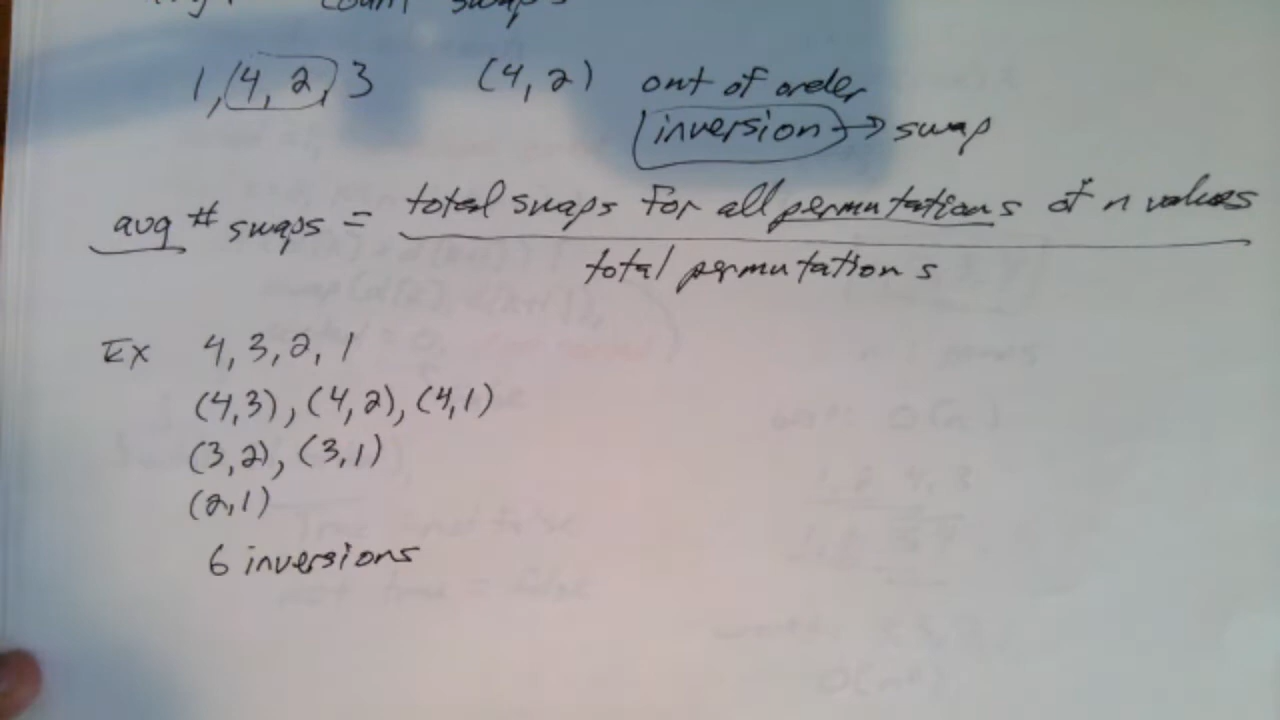 count swaps
1, 4, 2, 3 (4, 2) out of order
inversion → swap
avg # swaps = total swaps for all permutations of n values
total permutations
Ex 4, 3, 2, 1
(4,3), (4,2), (4,1)
(3,2), (3,1)
(2,1)
6 inversions